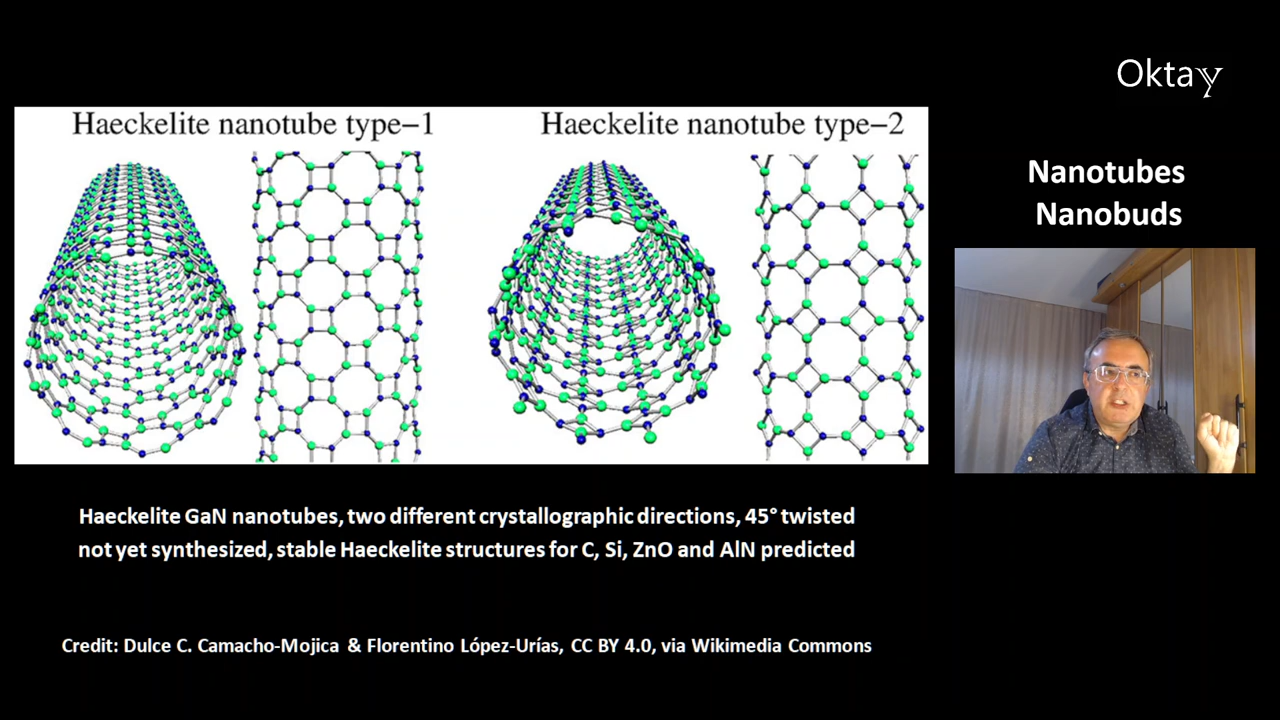 Oktay
Haeckelite nanotube type−1
Haeckelite nanotube type−2
Nanotubes
Nanobuds
Haeckelite GaN nanotubes, two different crystallographic directions, 45° twisted
not yet synthesized, stable Haeckelite structures for C, Si, ZnO and AlN predicted
Credit: Dulce C. Camacho-Mojica & Florentino López-Urías, CC BY 4.0, via Wikimedia Commons